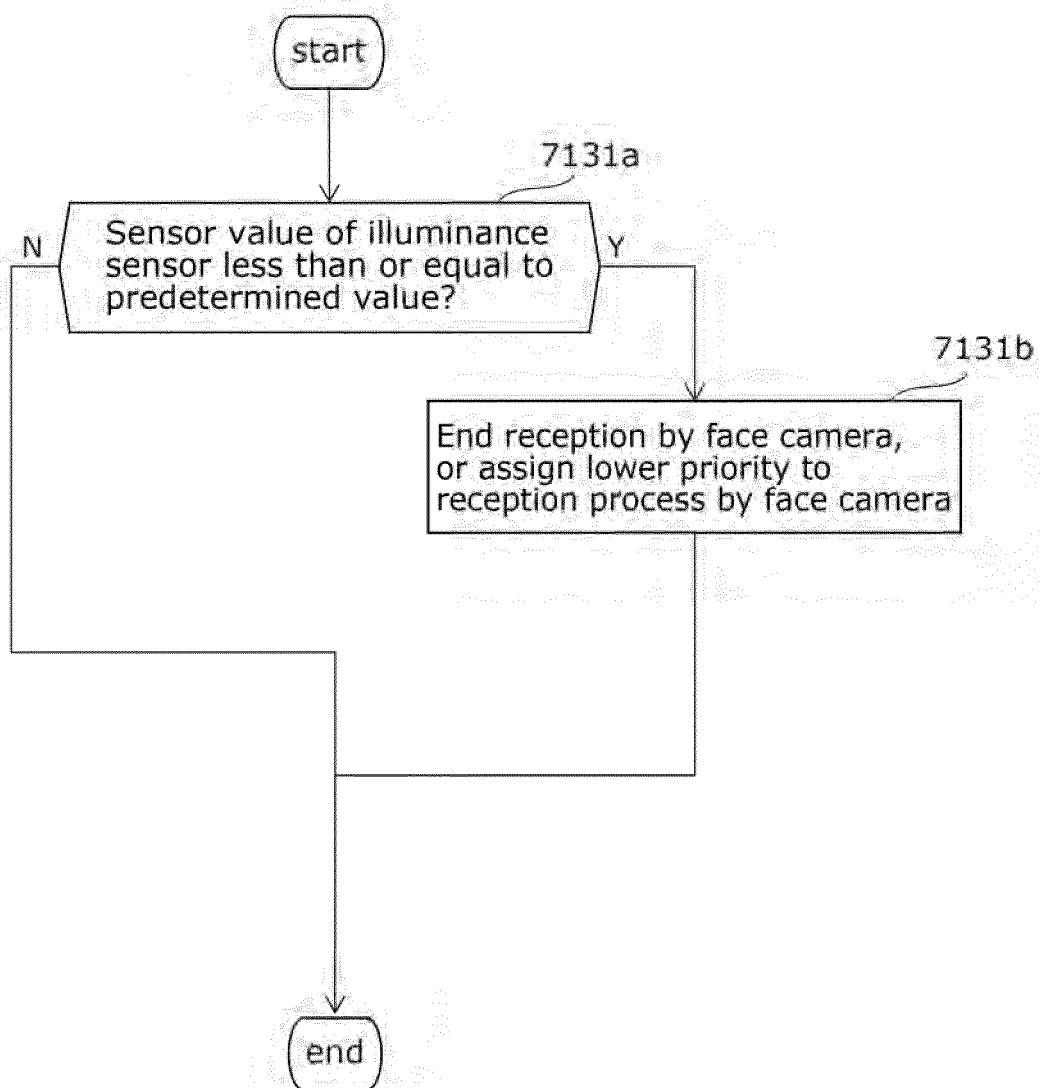 start
7131a
Sensor value of illuminance
sensor less than or equal to
predetermined value?
N
Y
7131b
End reception by face camera,
or assign lower priority to
reception process by face camera
end